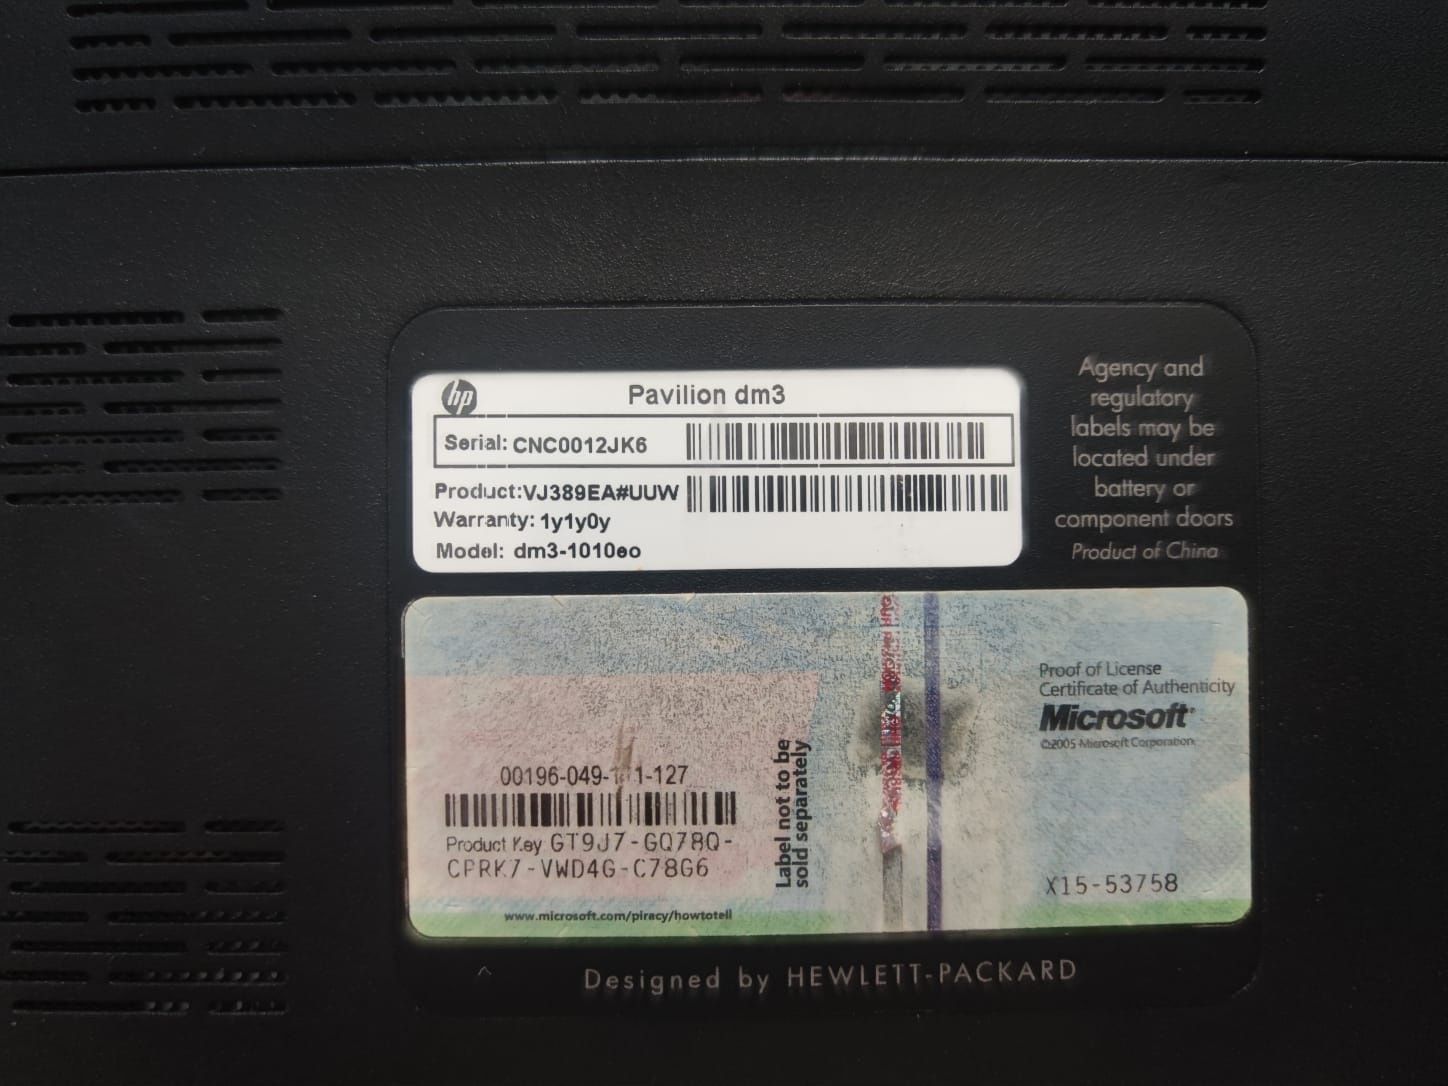 hp
Pavilion dm3
Serial: CNC0012JK6
Product:VJ389EA#UUW
Warranty: 1y1y0y
Model: dm3-1010eo
Agency and
regulatory
labels may be
located under
battery or
component doors
Product of China
Proof of License
Certificate of Authenticity
Microsoft
©2005 Microsoft Corporation
Label not to be
sold separately
Product Key GT9J7-GQ78Q-
CPRK7-VWD4G-C78G6
X15-53758
www.microsoft.com/piracy/howtotell
Designed by HEWLETT-PACKARD